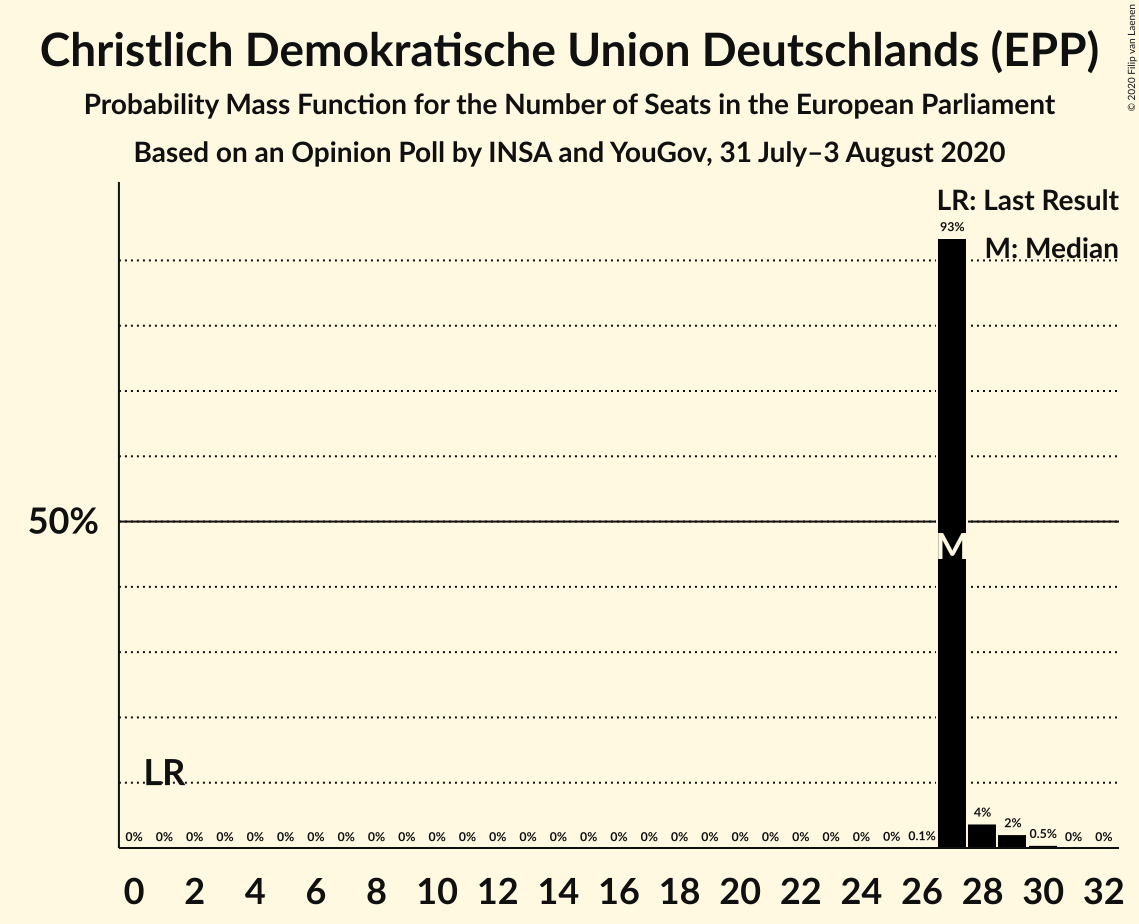 Christlich Demokratische Union Deutschlands (EPP)
Probability Mass Function for the Number of Seats in the European Parliament
Based on an Opinion Poll by INSA and YouGov, 31 July–3 August 2020
© 2020 Filip van Laenen
LR: Last Result
M: Median
93%
50%
M
LR
0% 0% 0% 0% 0% 0% 0% 0% 0% 0% 0% 0% 0% 0% 0% 0% 0% 0% 0% 0% 0% 0% 0% 0% 0% 0% 0.1% 4% 2% 0.5% 0% 0%
0 2 4 6 8 10 12 14 16 18 20 22 24 26 28 30 32